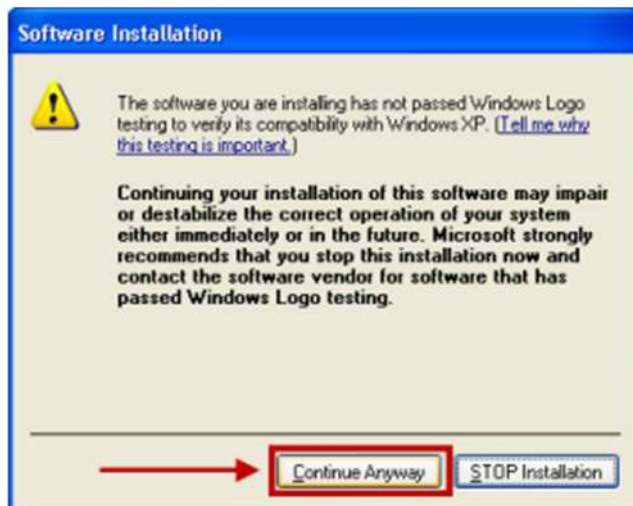 Software Installation
The software you are installing has not passed Windows Logo
testing to verify its compatibility with Windows XP. (Tell me why
this testing is important.)
Continuing your installation of this software may impair
or destabilize the correct operation of your system
either immediately or in the future. Microsoft strongly
recommends that you stop this installation now and
contact the software vendor for software that has
passed Windows Logo testing.
Continue Anyway
STOP Installation